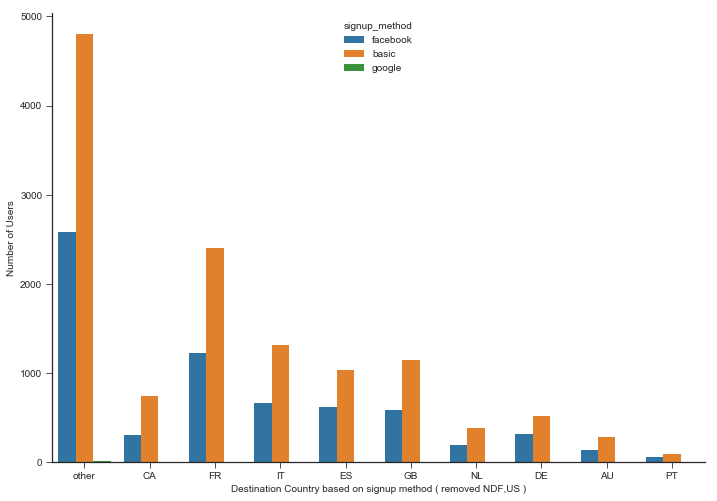 signup_method
facebook
basic
google
5000
4000
3000
2000
1000
0
Number of Users
other CA FR IT ES GB NL DE AU PT
Destination Country based on signup method ( removed NDF,US )